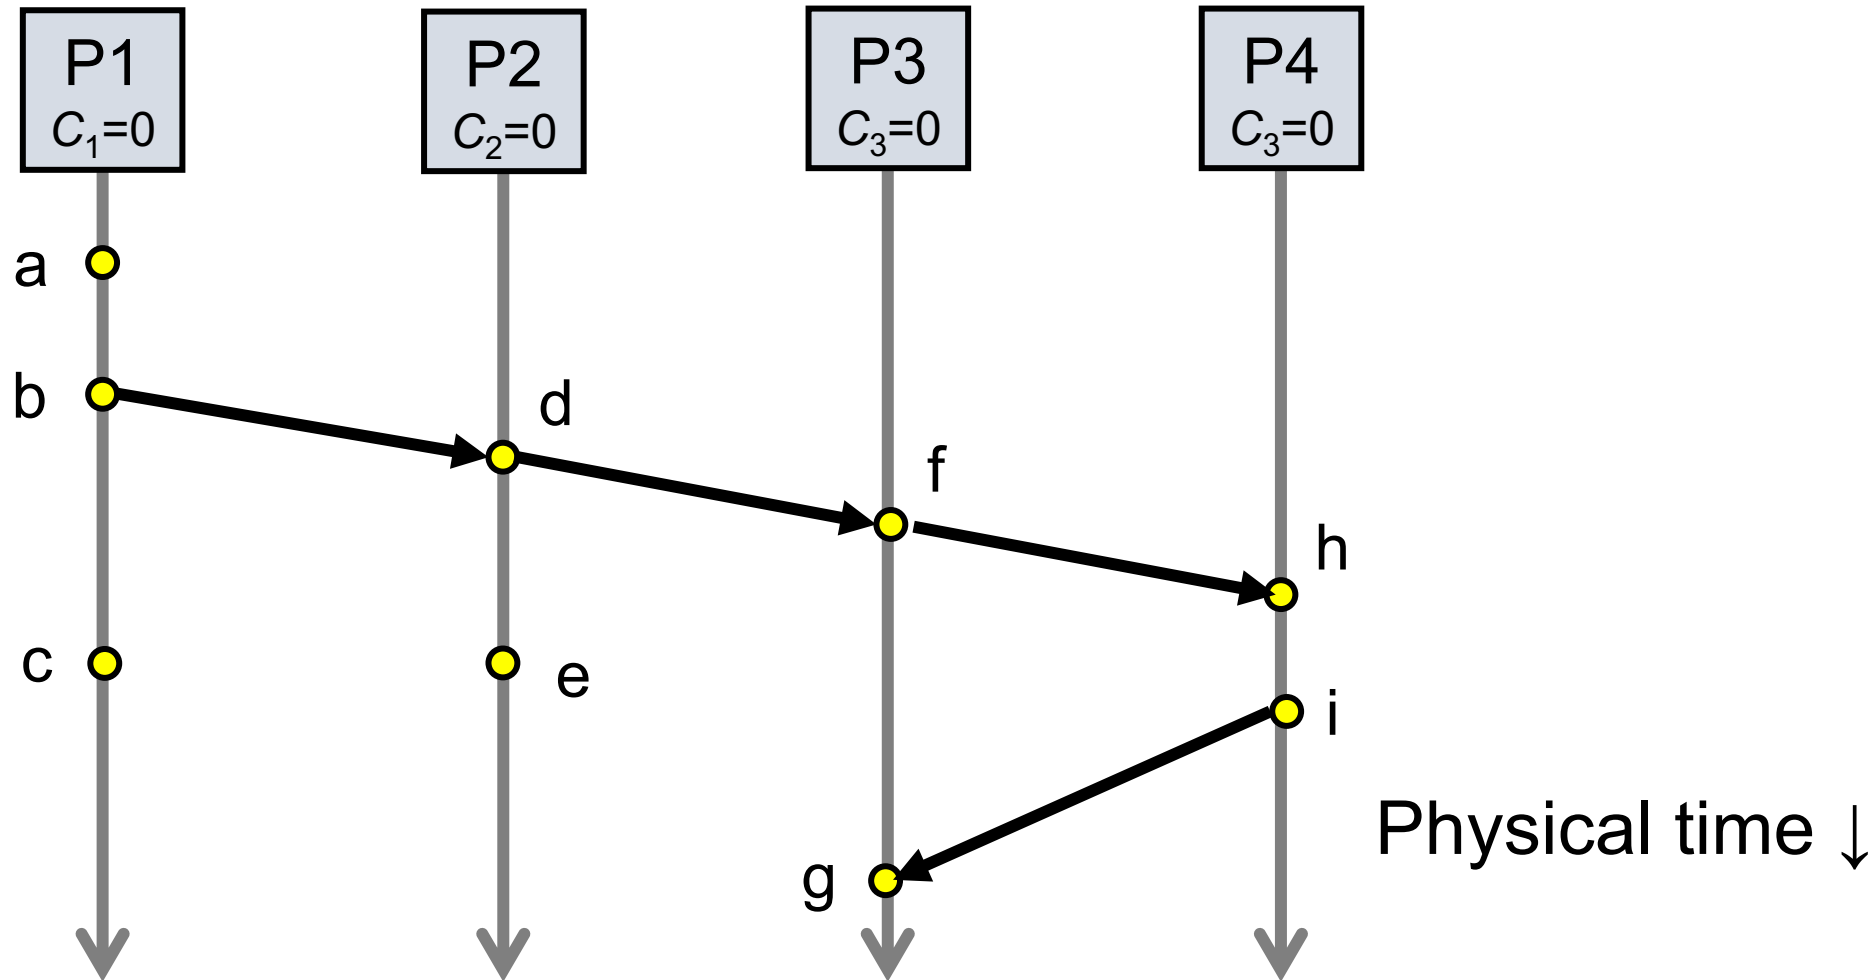 P1
C₁=0
P2
C₂=0
P3
C₃=0
P4
C₃=0
a
b
d
f
h
c
e
i
Physical time ↓
g